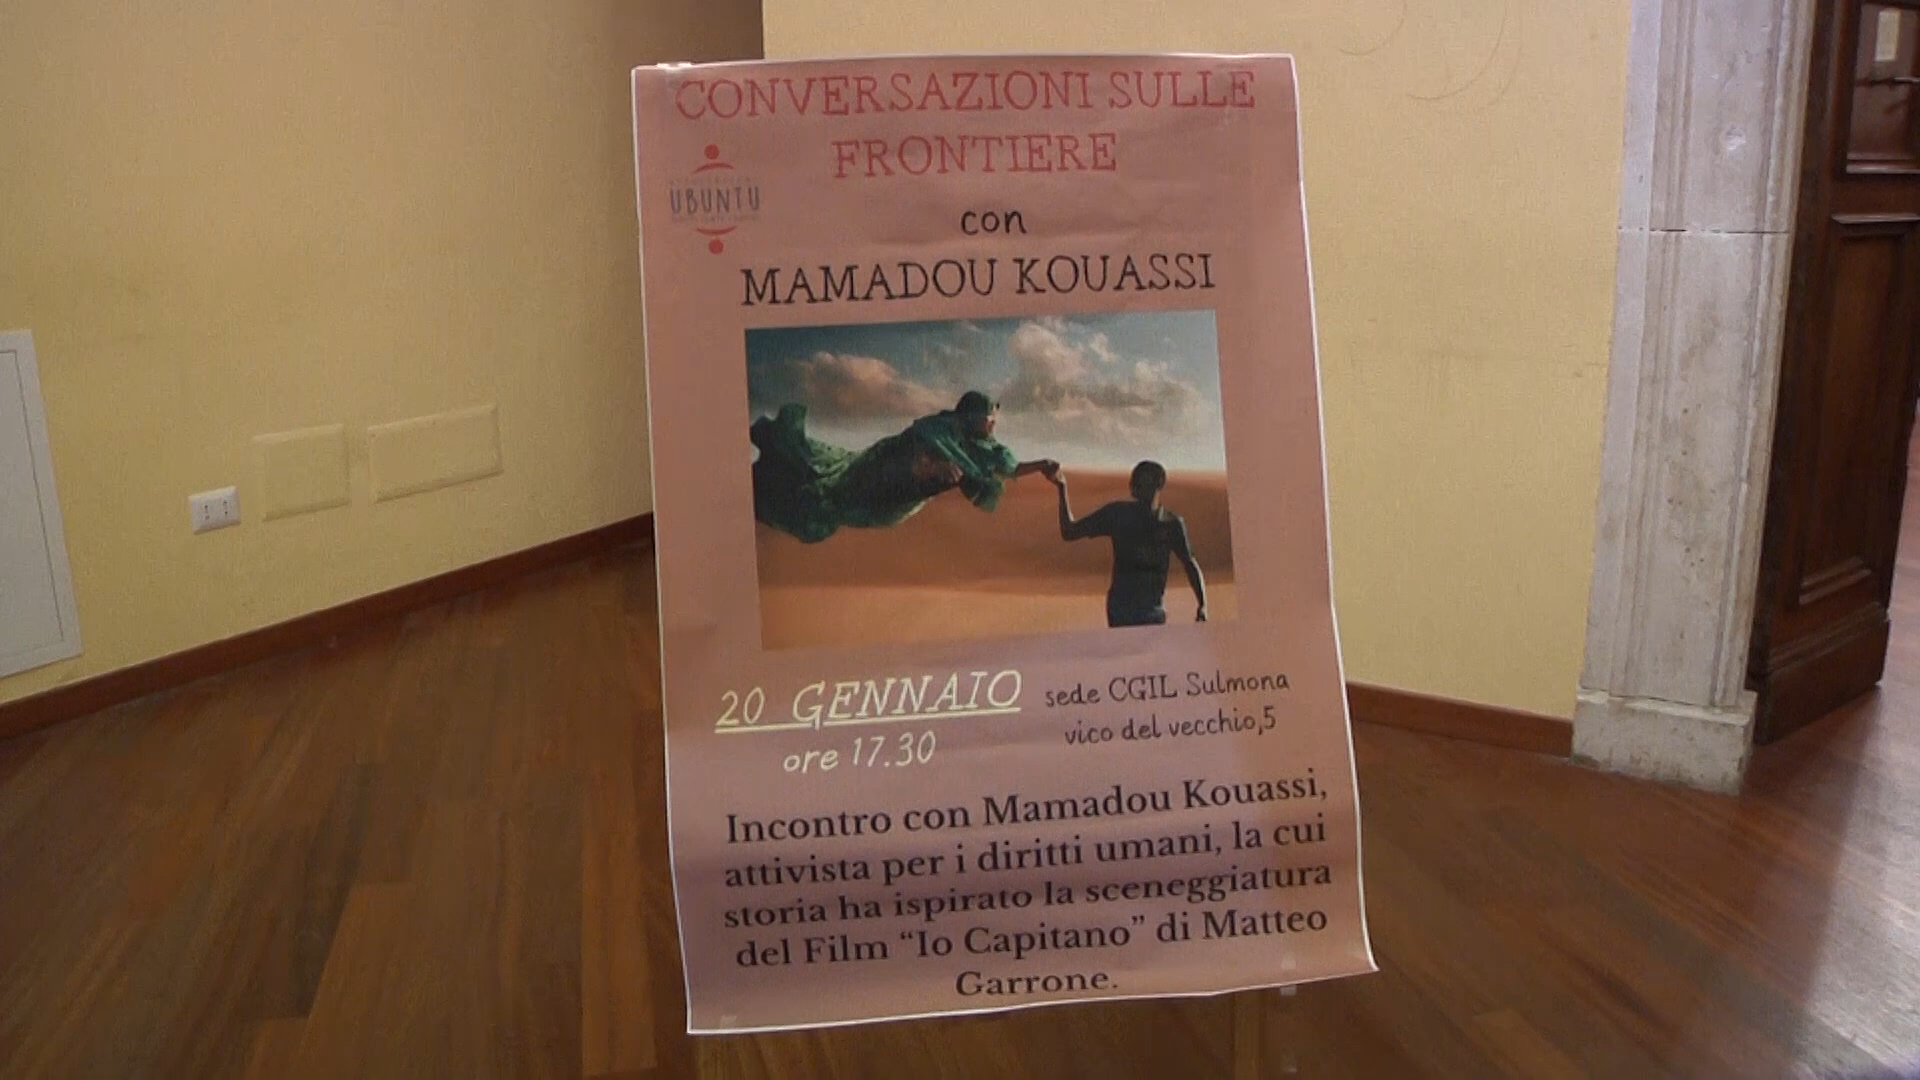 CONVERSAZIONI SULLE
FRONTIERE
UBUNTU
con
MAMADOU KOUASSI
20 GENNAIO
ore 17.30
sede CGIL Sulmona
vico del vecchio,5
Incontro con Mamadou Kouassi,
attivista per i diritti umani, la cui
storia ha ispirato la sceneggiatura
del Film “Io Capitano” di Matteo
Garrone.